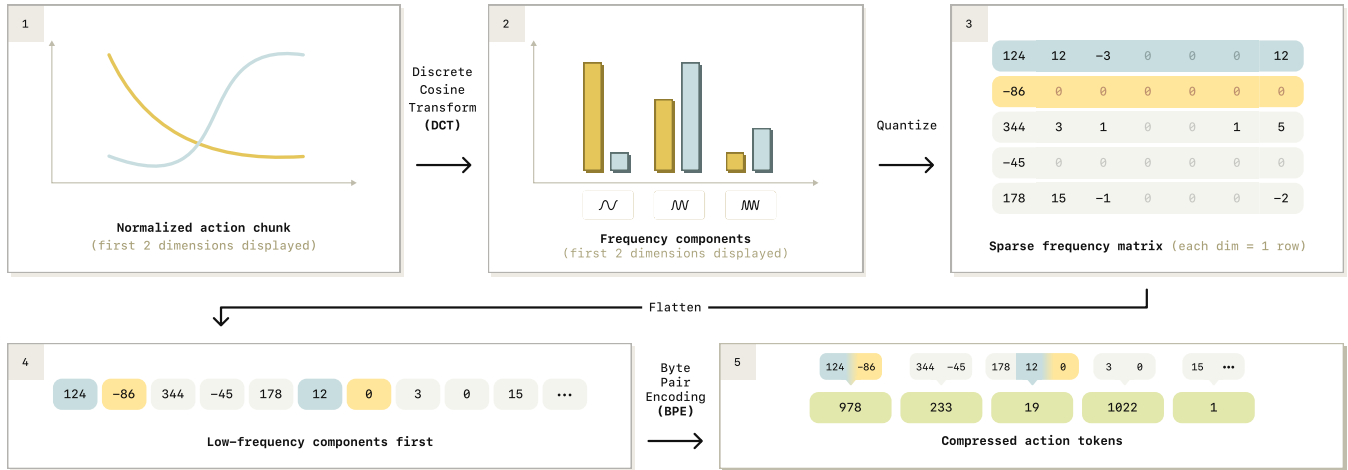 1
Normalized action chunk
(first 2 dimensions displayed)
Discrete
Cosine
Transform
(DCT)
2
Frequency components
(first 2 dimensions displayed)
Quantize
3
124 12 −3 0 0 0 12
−86 0 0 0 0 0 0
344 3 1 0 0 1 5
−45 0 0 0 0 0 0
178 15 −1 0 0 0 −2
Sparse frequency matrix (each dim = 1 row)
Flatten
4
124 −86 344 −45 178 12 0 3 0 15 •••
Low−frequency components first
Byte
Pair
Encoding
(BPE)
5
124 −86 344 −45 178 12 0 3 0 15 •••
978 233 19 1022 1
Compressed action tokens